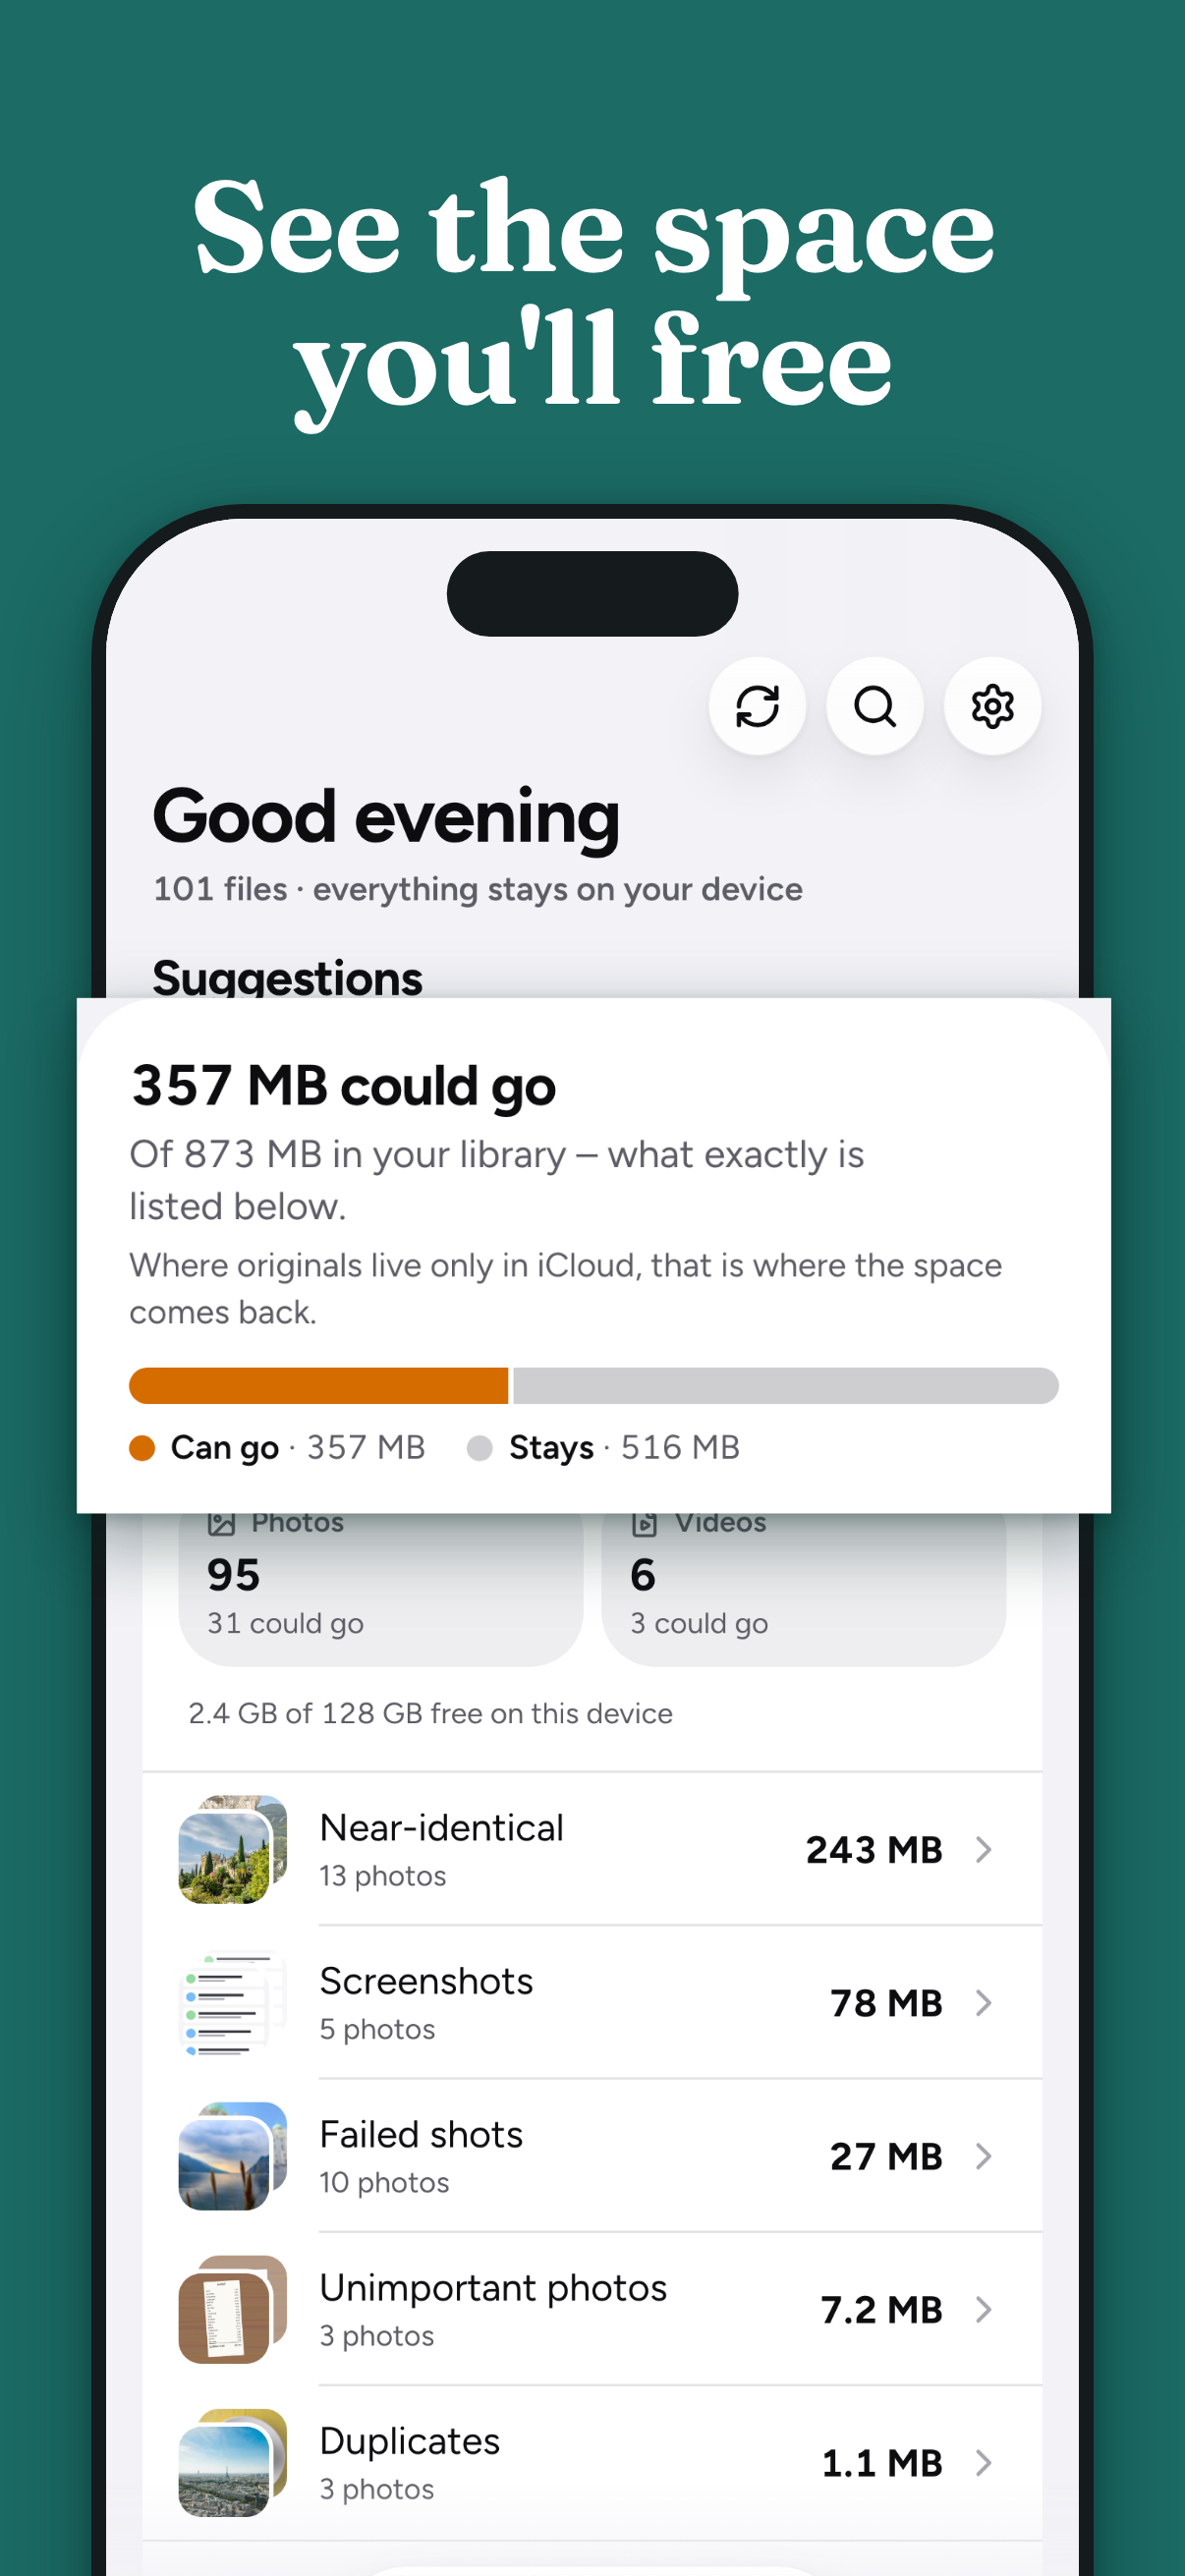 See the space
you'll free
Good evening
101 files · everything stays on your device
Suggestions
357 MB could go
Of 873 MB in your library – what exactly is
listed below.
Where originals live only in iCloud, that is where the space
comes back.
Can go · 357 MB Stays · 516 MB
Photos Videos
95 6
31 could go 3 could go
2.4 GB of 128 GB free on this device
Near-identical
13 photos
243 MB
Screenshots
5 photos
78 MB
Failed shots
10 photos
27 MB
Unimportant photos
3 photos
7.2 MB
Duplicates
3 photos
1.1 MB